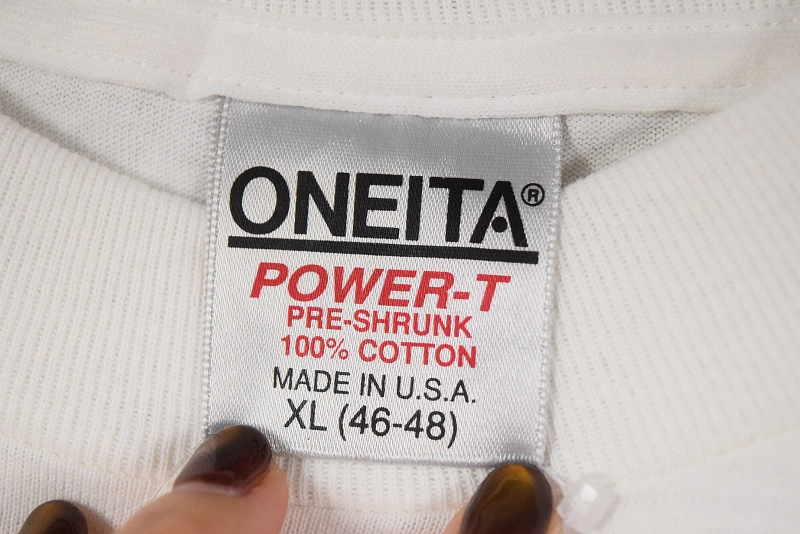 ONEITA®
POWER-T
PRE-SHRUNK
100% COTTON
MADE IN U.S.A.
XL (46-48)